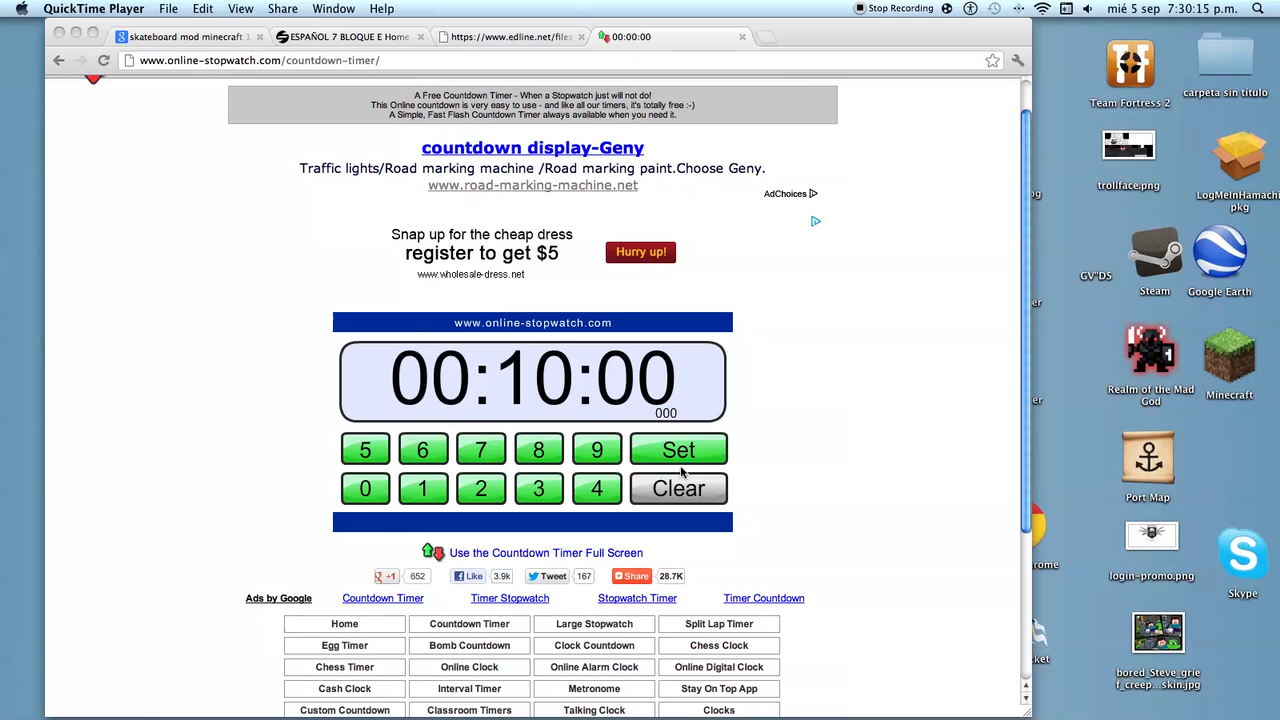 QuickTime Player File Edit View Share Window Help Stop Recording mié 5 sep 7:30:15 p.m.
skateboard mod minecraft 1 ESPAÑOL 7 BLOQUE E Home https://www.edline.net/files 00:00:00
www.online-stopwatch.com/countdown-timer/
A Free Countdown Timer - When a Stopwatch just will not do!
This Online countdown is very easy to use - and like all our timers, it's totally free :-)
A Simple, Fast Flash Countdown Timer always available when you need it.
countdown display-Geny
Traffic lights/Road marking machine /Road marking paint.Choose Geny.
www.road-marking-machine.net
AdChoices
Snap up for the cheap dress
register to get $5
Hurry up!
www.wholesale-dress.net
www.online-stopwatch.com
00:10:00
000
5 6 7 8 9 Set
0 1 2 3 4 Clear
Use the Countdown Timer Full Screen
+1 652 Like 3.9k Tweet 167 Share 28.7K
Ads by Google Countdown Timer Timer Stopwatch Stopwatch Timer Timer Countdown
Home Countdown Timer Large Stopwatch Split Lap Timer
Egg Timer Bomb Countdown Clock Countdown Chess Clock
Chess Timer Online Clock Online Alarm Clock Online Digital Clock
Cash Clock Interval Timer Metronome Stay On Top App
Custom Countdown Classroom Timers Talking Clock Clocks
Team Fortress 2
carpeta sin titulo
trollface.png
LogMeInHamachi
pkg
GV"DS
Steam
Google Earth
Realm of the Mad
God
Minecraft
Port Map
login-promo.png
Skype
bored_Steve_grie
f_creep...skin.jpg